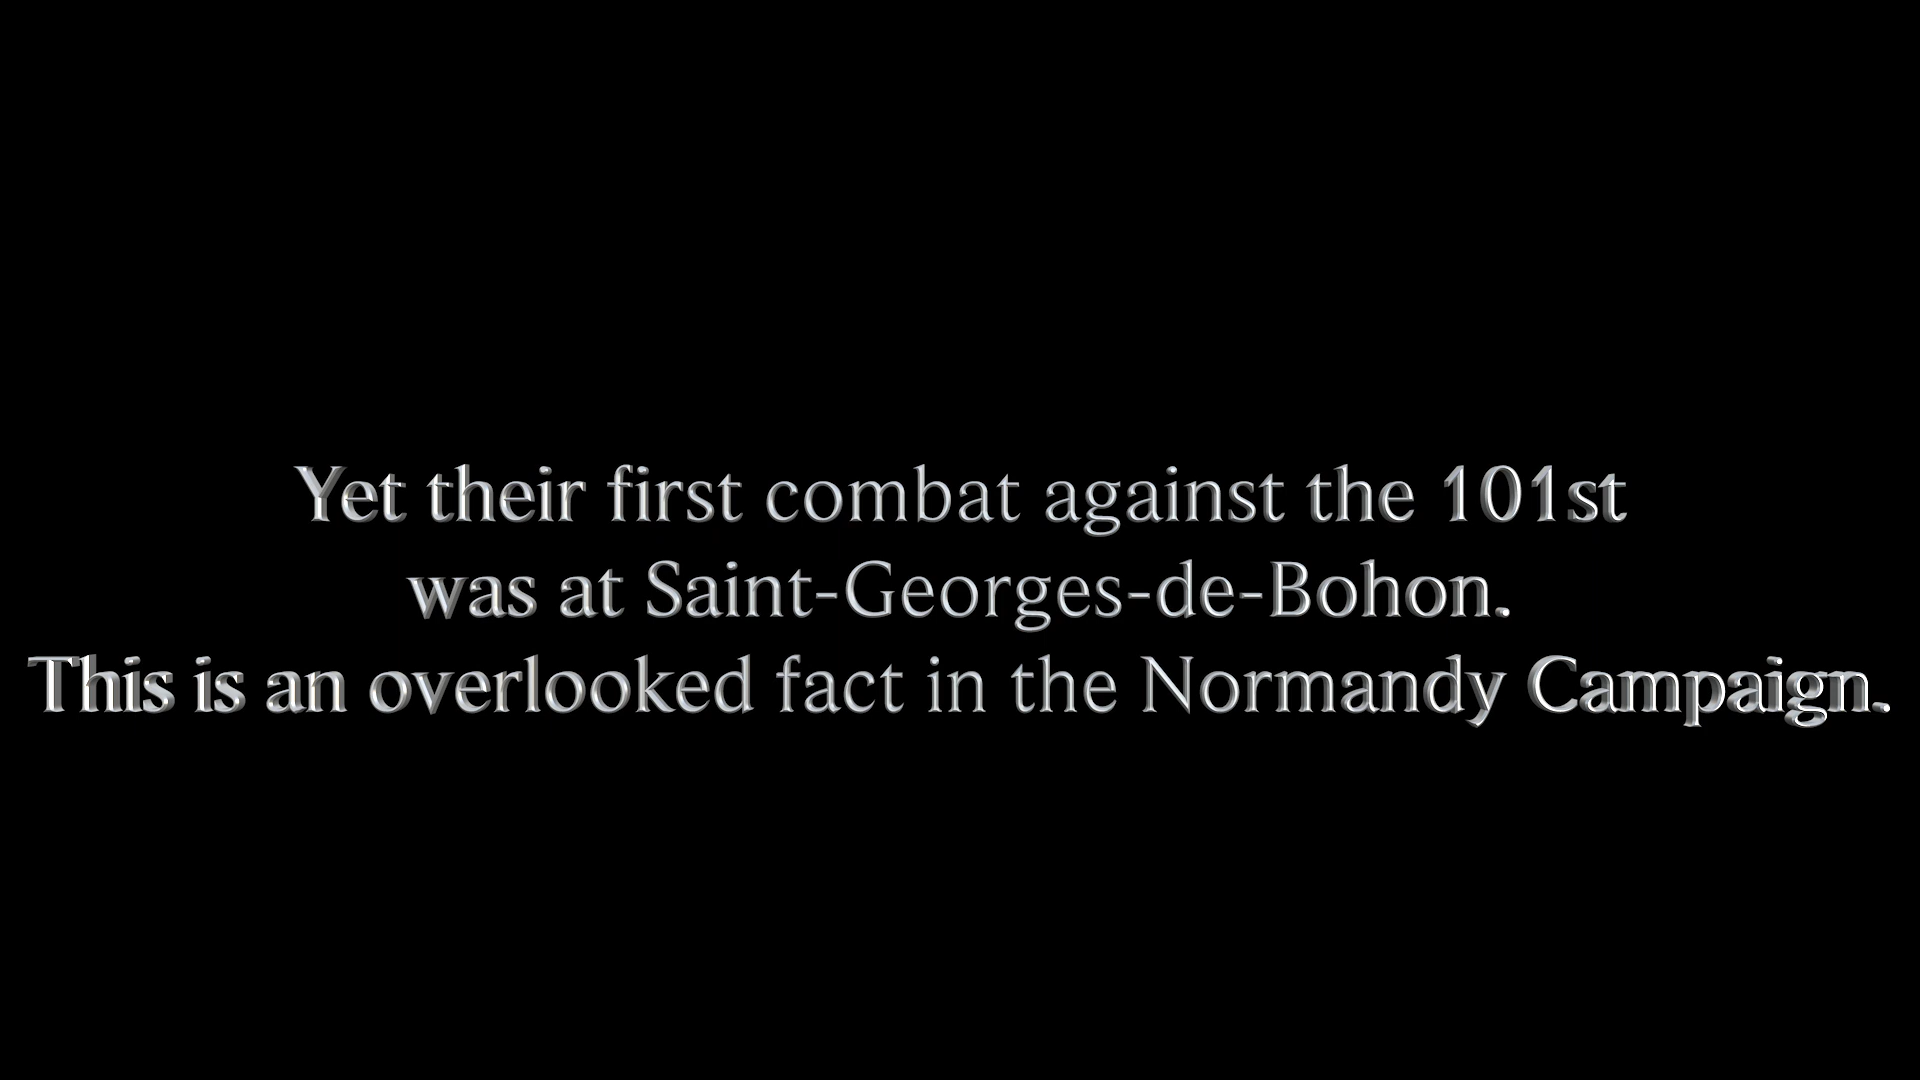 Yet their first combat against the 101st
was at Saint-Georges-de-Bohon.
This is an overlooked fact in the Normandy Campaign.